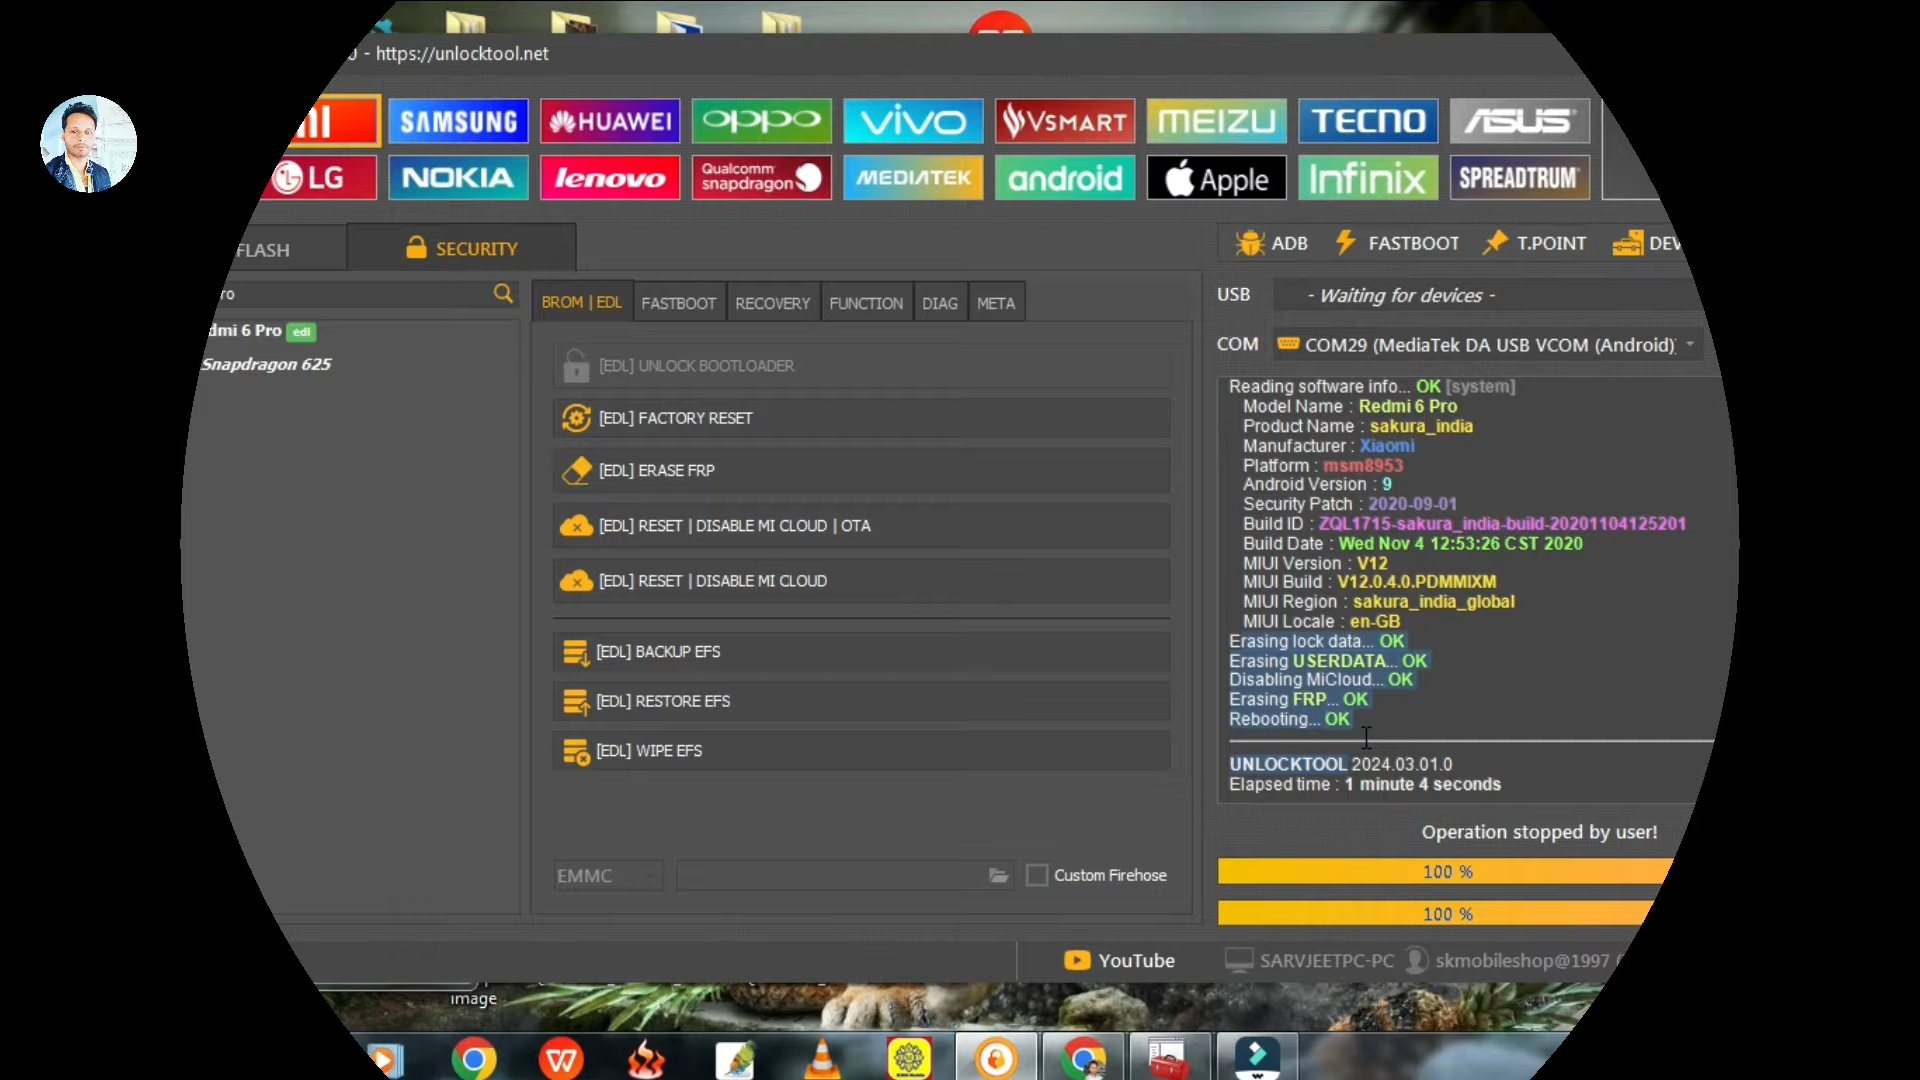 0 - https://unlocktool.net
SAMSUNG
HUAWEI
oppo
vivo
VSMART
MEIZU
TECNO
ASUS
LG
NOKIA
lenovo
Qualcomm
snapdragon
MEDIATEK
android
Apple
Infinix
SPREADTRUM
FLASH
SECURITY
ADB
FASTBOOT
T.POINT
DEV
ro
BROM | EDL
FASTBOOT
RECOVERY
FUNCTION
DIAG
META
USB
- Waiting for devices -
dmi 6 Pro edl
Snapdragon 625
COM
COM29 (MediaTek DA USB VCOM (Android)
[EDL] UNLOCK BOOTLOADER
[EDL] FACTORY RESET
[EDL] ERASE FRP
[EDL] RESET | DISABLE MI CLOUD | OTA
[EDL] RESET | DISABLE MI CLOUD
[EDL] BACKUP EFS
[EDL] RESTORE EFS
[EDL] WIPE EFS
EMMC
Custom Firehose
Reading software info... OK [system]
Model Name : Redmi 6 Pro
Product Name : sakura_india
Manufacturer : Xiaomi
Platform : msm8953
Android Version : 9
Security Patch : 2020-09-01
Build ID : ZQL1715-sakura_india-build-20201104125201
Build Date : Wed Nov 4 12:53:26 CST 2020
MIUI Version : V12
MIUI Build : V12.0.4.0.PDMMIXM
MIUI Region : sakura_india_global
MIUI Locale : en-GB
Erasing lock data... OK
Erasing USERDATA... OK
Disabling MiCloud... OK
Erasing FRP... OK
Rebooting... OK
UNLOCKTOOL 2024.03.01.0
Elapsed time : 1 minute 4 seconds
Operation stopped by user!
100 %
100 %
YouTube
SARVJEETPC-PC
skmobileshop@1997 (
image